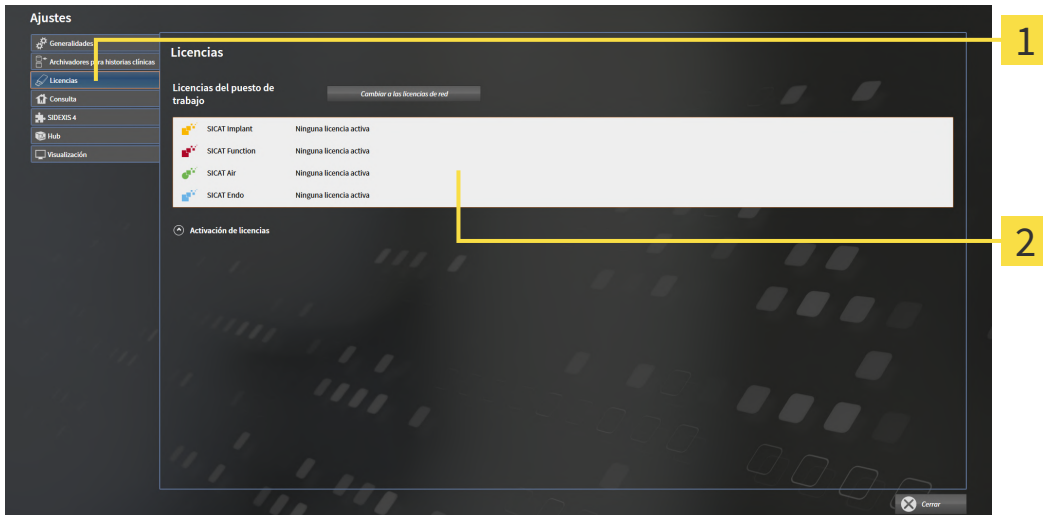 Ajustes
Generalidades
Archivadores para historias clínicas
Licencias
Consulta
SIDEXIS 4
Hub
Visualización
Licencias
Licencias del puesto de
trabajo
Cambiar a las licencias de red
SICAT Implant Ninguna licencia activa
SICAT Function Ninguna licencia activa
SICAT Air Ninguna licencia activa
SICAT Endo Ninguna licencia activa
Activación de licencias
Cerrar
1
2